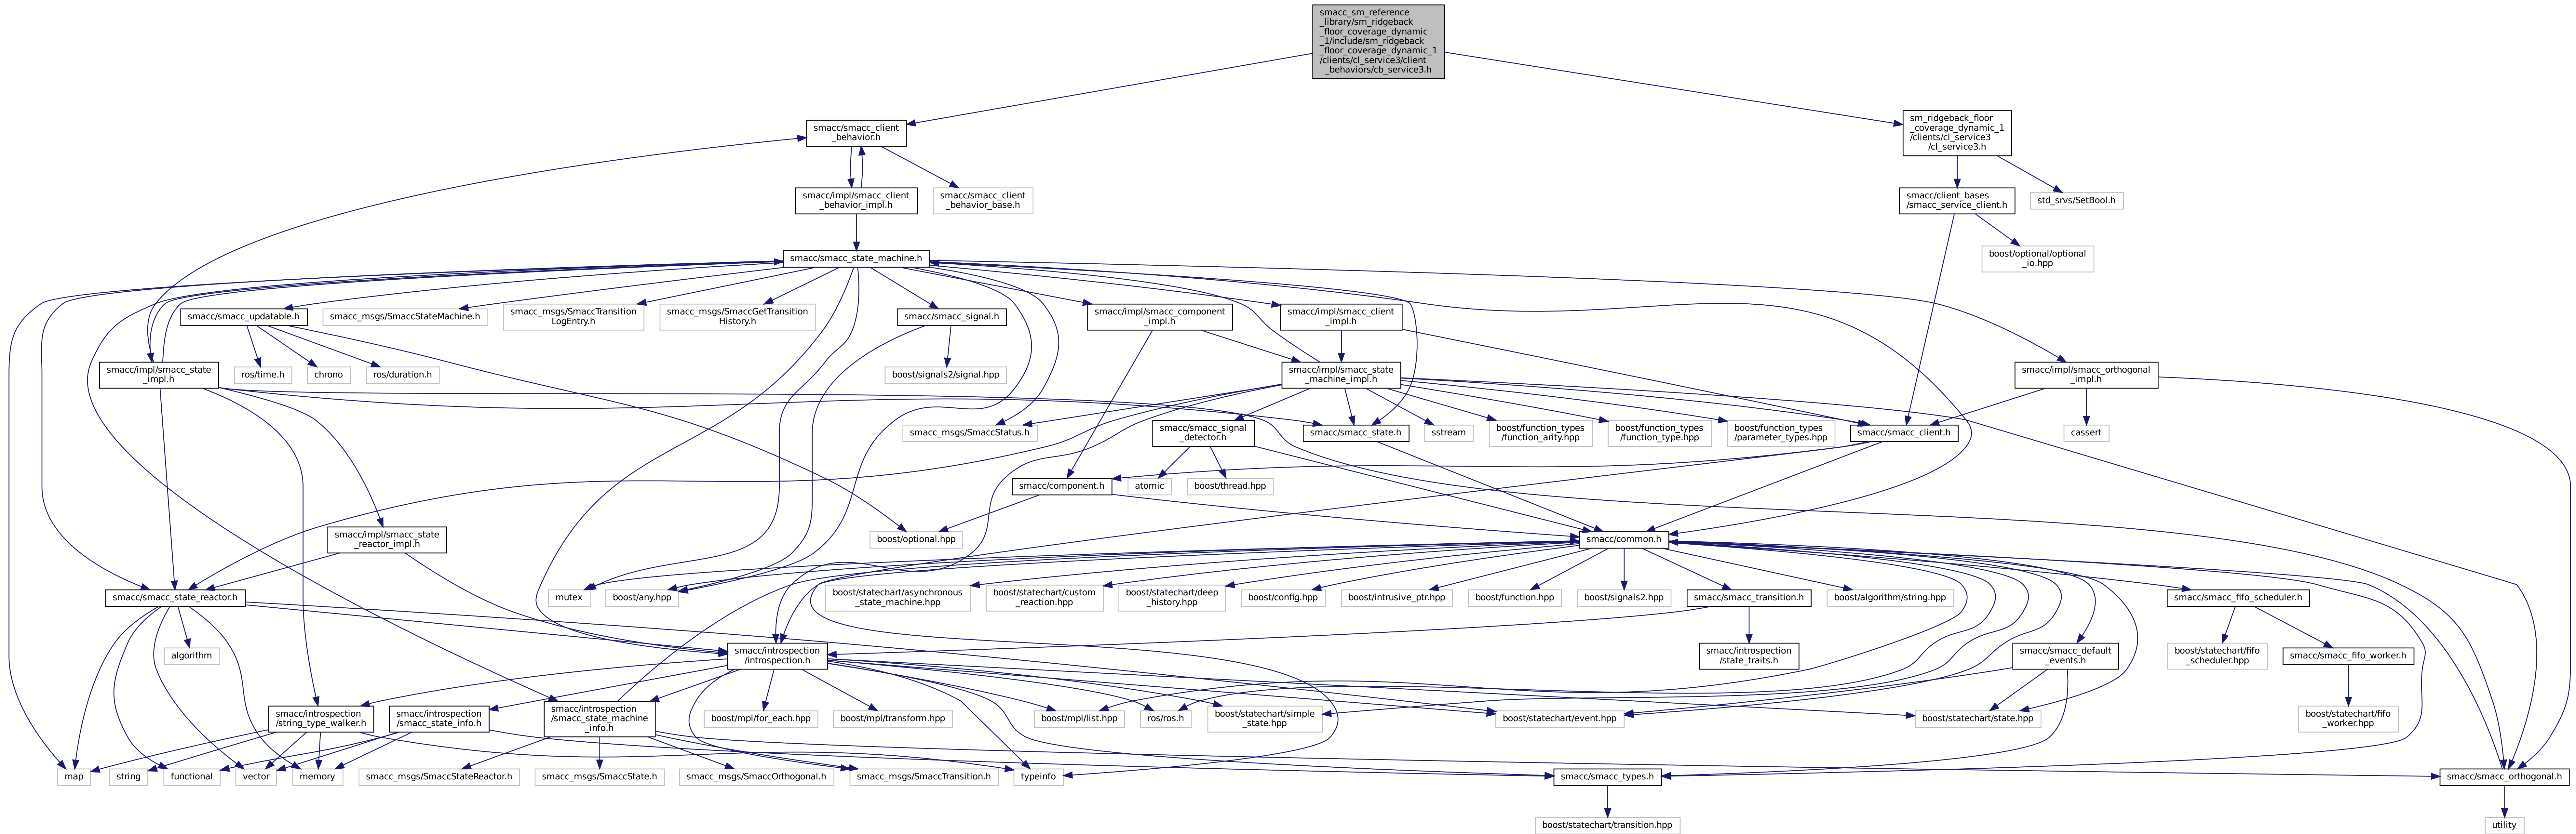 smacc_sm_reference
_library/sm_ridgeback
_floor_coverage_dynamic
_1/include/sm_ridgeback
_floor_coverage_dynamic_1
/clients/cl_service3/client
_behaviors/cb_service3.h
smacc/smacc_client
_behavior.h
sm_ridgeback_floor
_coverage_dynamic_1
/clients/cl_service3
/cl_service3.h
smacc/impl/smacc_client
_behavior_impl.h
smacc/smacc_client
_behavior_base.h
smacc/client_bases
/smacc_service_client.h
std_srvs/SetBool.h
smacc/smacc_state_machine.h
boost/optional/optional
_io.hpp
smacc/smacc_updatable.h
smacc_msgs/SmaccStateMachine.h
smacc_msgs/SmaccTransition
LogEntry.h
smacc_msgs/SmaccGetTransition
History.h
smacc/smacc_signal.h
smacc/impl/smacc_component
_impl.h
smacc/impl/smacc_client
_impl.h
smacc/impl/smacc_state
_impl.h
ros/time.h
chrono
ros/duration.h
boost/signals2/signal.hpp
smacc/impl/smacc_state
_machine_impl.h
smacc/impl/smacc_orthogonal
_impl.h
smacc_msgs/SmaccStatus.h
smacc/smacc_signal
_detector.h
smacc/smacc_state.h
sstream
boost/function_types
/function_arity.hpp
boost/function_types
/function_type.hpp
boost/function_types
/parameter_types.hpp
smacc/smacc_client.h
cassert
smacc/component.h
atomic
boost/thread.hpp
smacc/impl/smacc_state
_reactor_impl.h
boost/optional.hpp
smacc/common.h
smacc/smacc_state_reactor.h
mutex
boost/any.hpp
boost/statechart/asynchronous
_state_machine.hpp
boost/statechart/custom
_reaction.hpp
boost/statechart/deep
_history.hpp
boost/config.hpp
boost/intrusive_ptr.hpp
boost/function.hpp
boost/signals2.hpp
smacc/smacc_transition.h
boost/algorithm/string.hpp
smacc/smacc_fifo_scheduler.h
algorithm
smacc/introspection
/introspection.h
smacc/introspection
/state_traits.h
smacc/smacc_default
_events.h
boost/statechart/fifo
_scheduler.hpp
smacc/smacc_fifo_worker.h
smacc/introspection
/string_type_walker.h
smacc/introspection
/smacc_state_info.h
smacc/introspection
/smacc_state_machine
_info.h
boost/mpl/for_each.hpp
boost/mpl/transform.hpp
boost/mpl/list.hpp
ros/ros.h
boost/statechart/simple
_state.hpp
boost/statechart/event.hpp
boost/statechart/state.hpp
boost/statechart/fifo
_worker.hpp
map
string
functional
vector
memory
smacc_msgs/SmaccStateReactor.h
smacc_msgs/SmaccState.h
smacc_msgs/SmaccOrthogonal.h
smacc_msgs/SmaccTransition.h
typeinfo
smacc/smacc_types.h
smacc/smacc_orthogonal.h
boost/statechart/transition.hpp
utility